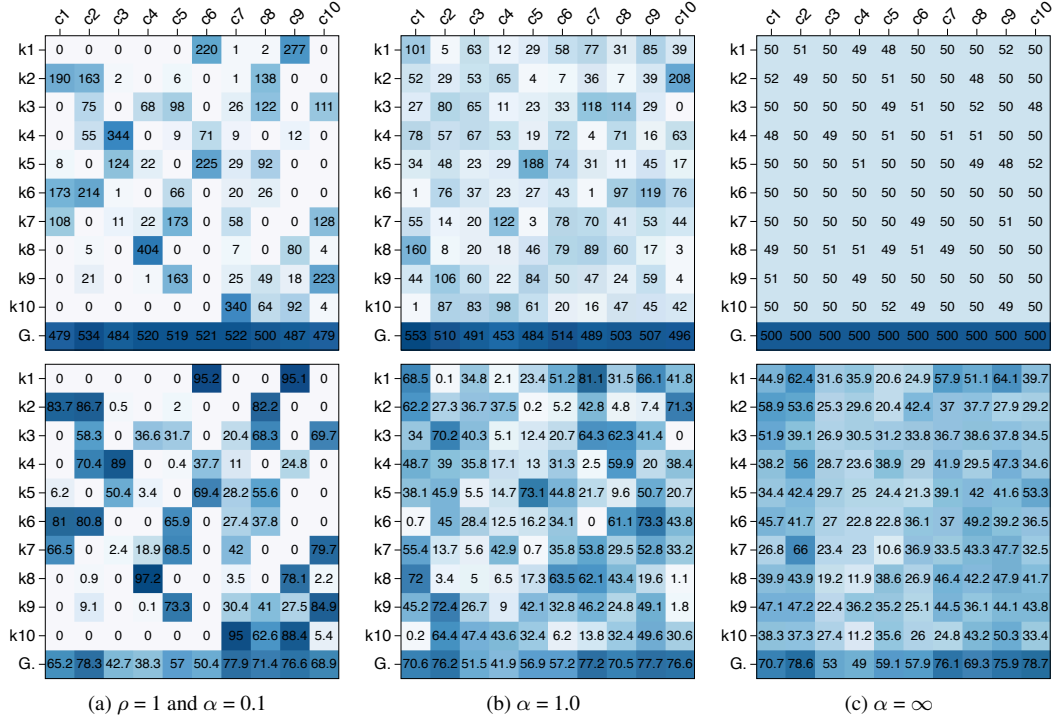 c1 c2 c3 c4 c5 c6 c7 c8 c9 c10
k1 0 0 0 0 0 220 1 2 277 0
k2 190 163 2 0 6 0 1 138 0 0
k3 0 75 0 68 98 0 26 122 0 111
k4 0 55 344 0 9 71 9 0 12 0
k5 8 0 124 22 0 225 29 92 0 0
k6 173 214 1 0 66 0 20 26 0 0
k7 108 0 11 22 173 0 58 0 0 128
k8 0 5 0 404 0 0 7 0 80 4
k9 0 21 0 1 163 0 25 49 18 223
k10 0 0 0 0 0 0 340 64 92 4
G. 479 534 484 520 519 521 522 500 487 479
k1 0 0 0 0 0 95.2 0 0 95.1 0
k2 83.7 86.7 0.5 0 2 0 0 82.2 0 0
k3 0 58.3 0 36.6 31.7 0 20.4 68.3 0 69.7
k4 0 70.4 89 0 0.4 37.7 11 0 24.8 0
k5 6.2 0 50.4 3.4 0 69.4 28.2 55.6 0 0
k6 81 80.8 0 0 65.9 0 27.4 37.8 0 0
k7 66.5 0 2.4 18.9 68.5 0 42 0 0 79.7
k8 0 0.9 0 97.2 0 0 3.5 0 78.1 2.2
k9 0 9.1 0 0.1 73.3 0 30.4 41 27.5 84.9
k10 0 0 0 0 0 0 95 62.6 88.4 5.4
G. 65.2 78.3 42.7 38.3 57 50.4 77.9 71.4 76.6 68.9
(a) ρ = 1 and α = 0.1
c1 c2 c3 c4 c5 c6 c7 c8 c9 c10
k1 101 5 63 12 29 58 77 31 85 39
k2 52 29 53 65 4 7 36 7 39 208
k3 27 80 65 11 23 33 118 114 29 0
k4 78 57 67 53 19 72 4 71 16 63
k5 34 48 23 29 188 74 31 11 45 17
k6 1 76 37 23 27 43 1 97 119 76
k7 55 14 20 122 3 78 70 41 53 44
k8 160 8 20 18 46 79 89 60 17 3
k9 44 106 60 22 84 50 47 24 59 4
k10 1 87 83 98 61 20 16 47 45 42
G. 553 510 491 453 484 514 489 503 507 496
k1 68.5 0.1 34.8 2.1 23.4 51.2 81.1 31.5 66.1 41.8
k2 62.2 27.3 36.7 37.5 0.2 5.2 42.8 4.8 7.4 71.3
k3 34 70.2 40.3 5.1 12.4 20.7 64.3 62.3 41.4 0
k4 48.7 39 35.8 17.1 13 31.3 2.5 59.9 20 38.4
k5 38.1 45.9 5.5 14.7 73.1 44.8 21.7 9.6 50.7 20.7
k6 0.7 45 28.4 12.5 16.2 34.1 0 61.1 73.3 43.8
k7 55.4 13.7 5.6 42.9 0.7 35.8 53.8 29.5 52.8 33.2
k8 72 3.4 5 6.5 17.3 63.5 62.1 43.4 19.6 1.1
k9 45.2 72.4 26.7 9 42.1 32.8 46.2 24.8 49.1 1.8
k10 0.2 64.4 47.4 43.6 32.4 6.2 13.8 32.4 49.6 30.6
G. 70.6 76.2 51.5 41.9 56.9 57.2 77.2 70.5 77.7 76.6
(b) α = 1.0
c1 c2 c3 c4 c5 c6 c7 c8 c9 c10
k1 50 51 50 49 48 50 50 50 52 50
k2 52 49 50 50 51 50 50 48 50 50
k3 50 50 50 50 49 51 50 52 50 48
k4 48 50 49 51 50 51 51 50 50 50
k5 50 50 50 51 50 50 50 49 49 52
k6 50 50 50 50 50 50 50 50 50 50
k7 50 50 50 50 50 49 50 50 51 50
k8 49 50 51 51 49 51 49 50 50 50
k9 51 50 50 49 50 50 50 50 50 50
k10 50 50 50 50 52 49 50 50 49 50
G. 500 500 500 500 500 500 500 500 500 500
k1 44.9 62.4 31.6 35.9 20.6 24.9 57.9 51.1 64.1 39.7
k2 58.9 53.6 25.3 29.6 20.4 42.4 37 37.7 27.9 29.2
k3 51.9 39.1 26.9 30.5 31.2 33.8 36.7 38.6 37.8 34.5
k4 38.2 56 28.7 23.6 38.9 29 41.9 29.5 47.3 34.6
k5 34.4 42.4 29.7 25 24.4 21.3 39.1 42 41.6 53.3
k6 45.7 41.7 27 22.8 22.8 36.1 37 49.2 39.2 36.5
k7 26.8 66 23.4 23 10.6 36.9 33.5 43.3 47.7 32.5
k8 39.9 43.9 19.2 11.9 38.6 26.9 46.4 42.2 47.9 41.7
k9 47.1 47.2 22.4 36.2 35.2 25.1 44.5 36.1 44.1 43.8
k10 38.3 37.3 27.4 11.2 35.6 26 24.8 43.2 50.3 33.4
G. 70.7 78.6 53 49 59.1 57.9 76.1 69.3 75.9 78.7
(c) α = ∞